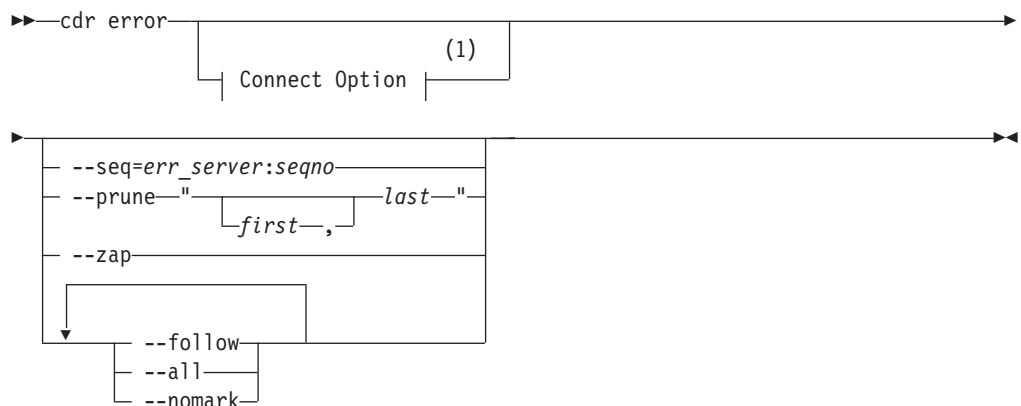 cdr error
(1)
Connect Option
--seq=err_server:seqno
--prune " first , last "
--zap
--follow
--all
--nomark